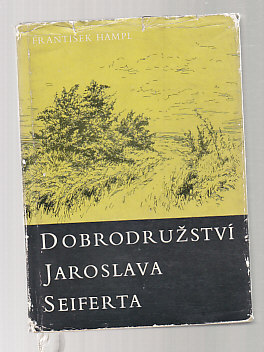 FRANTIŠEK HAMPL
DOBRODRUŽSTVÍ
JAROSLAVA
SEIFERTA